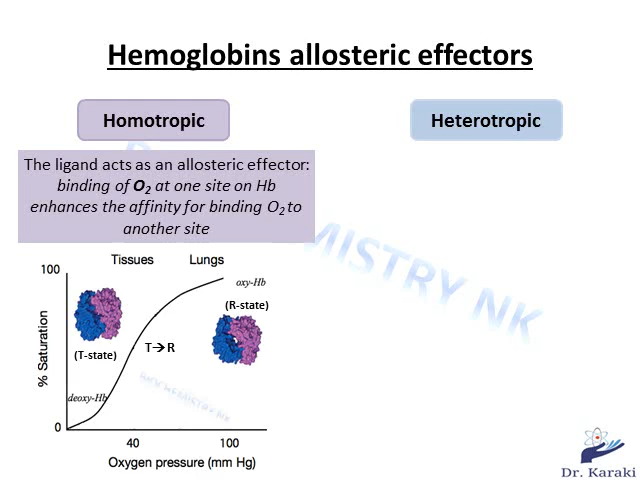 Hemoglobins allosteric effectors
Homotropic
Heterotropic
The ligand acts as an allosteric effector:
binding of O₂ at one site on Hb
enhances the affinity for binding O₂ to
another site
Tissues Lungs
100
oxy-Hb
(R-state)
(T-state)
T→R
% Saturation
deoxy-Hb
0
40 100
Oxygen pressure (mm Hg)
BIOCHEMISTRY NK
MISTRY NK
Dr. Karaki